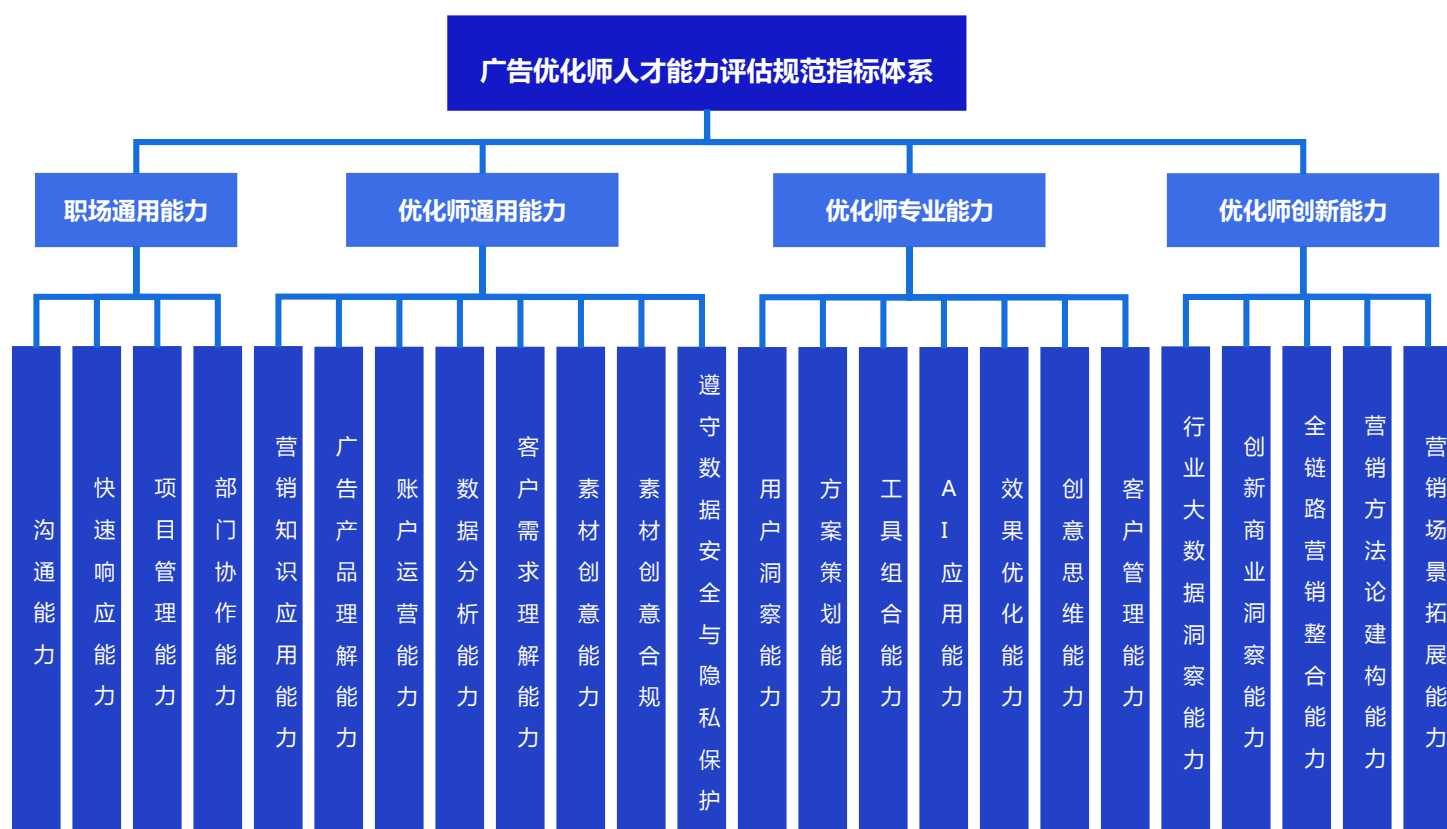 广告优化师人才能力评估规范指标体系
职场通用能力
优化师通用能力
优化师专业能力
优化师创新能力
沟通能力
快速响应能力
项目管理能力
部门协作能力
营销知识应用能力
广告产品理解能力
账户运营能力
数据分析能力
客户需求理解能力
素材创意能力
素材创意合规
遵守数据安全与隐私保护
用户洞察能力
方案策划能力
工具组合能力
AI应用能力
效果优化能力
创意思维能力
客户管理能力
行业大数据洞察能力
创新商业洞察能力
全链路营销整合能力
营销方法论建构能力
营销场景拓展能力